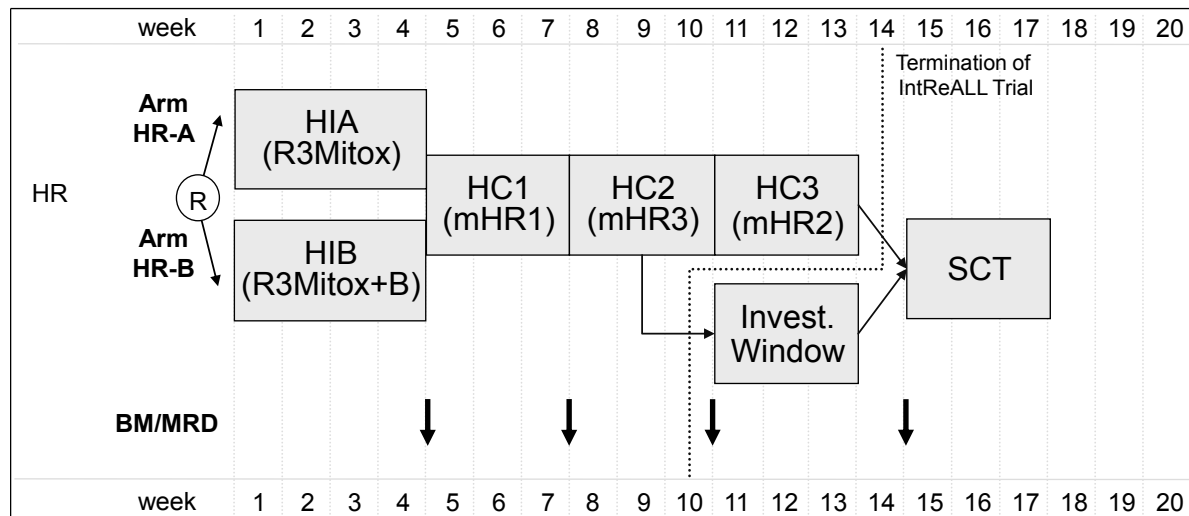 week 1 2 3 4 5 6 7 8 9 10 11 12 13 14 15 16 17 18 19 20
Termination of
IntReALL Trial
Arm
HR-A
HIA
(R3Mitox)
HR
R
HC1
(mHR1)
HC2
(mHR3)
HC3
(mHR2)
Arm
HR-B
HIB
(R3Mitox+B)
SCT
Invest.
Window
BM/MRD
week 1 2 3 4 5 6 7 8 9 10 11 12 13 14 15 16 17 18 19 20